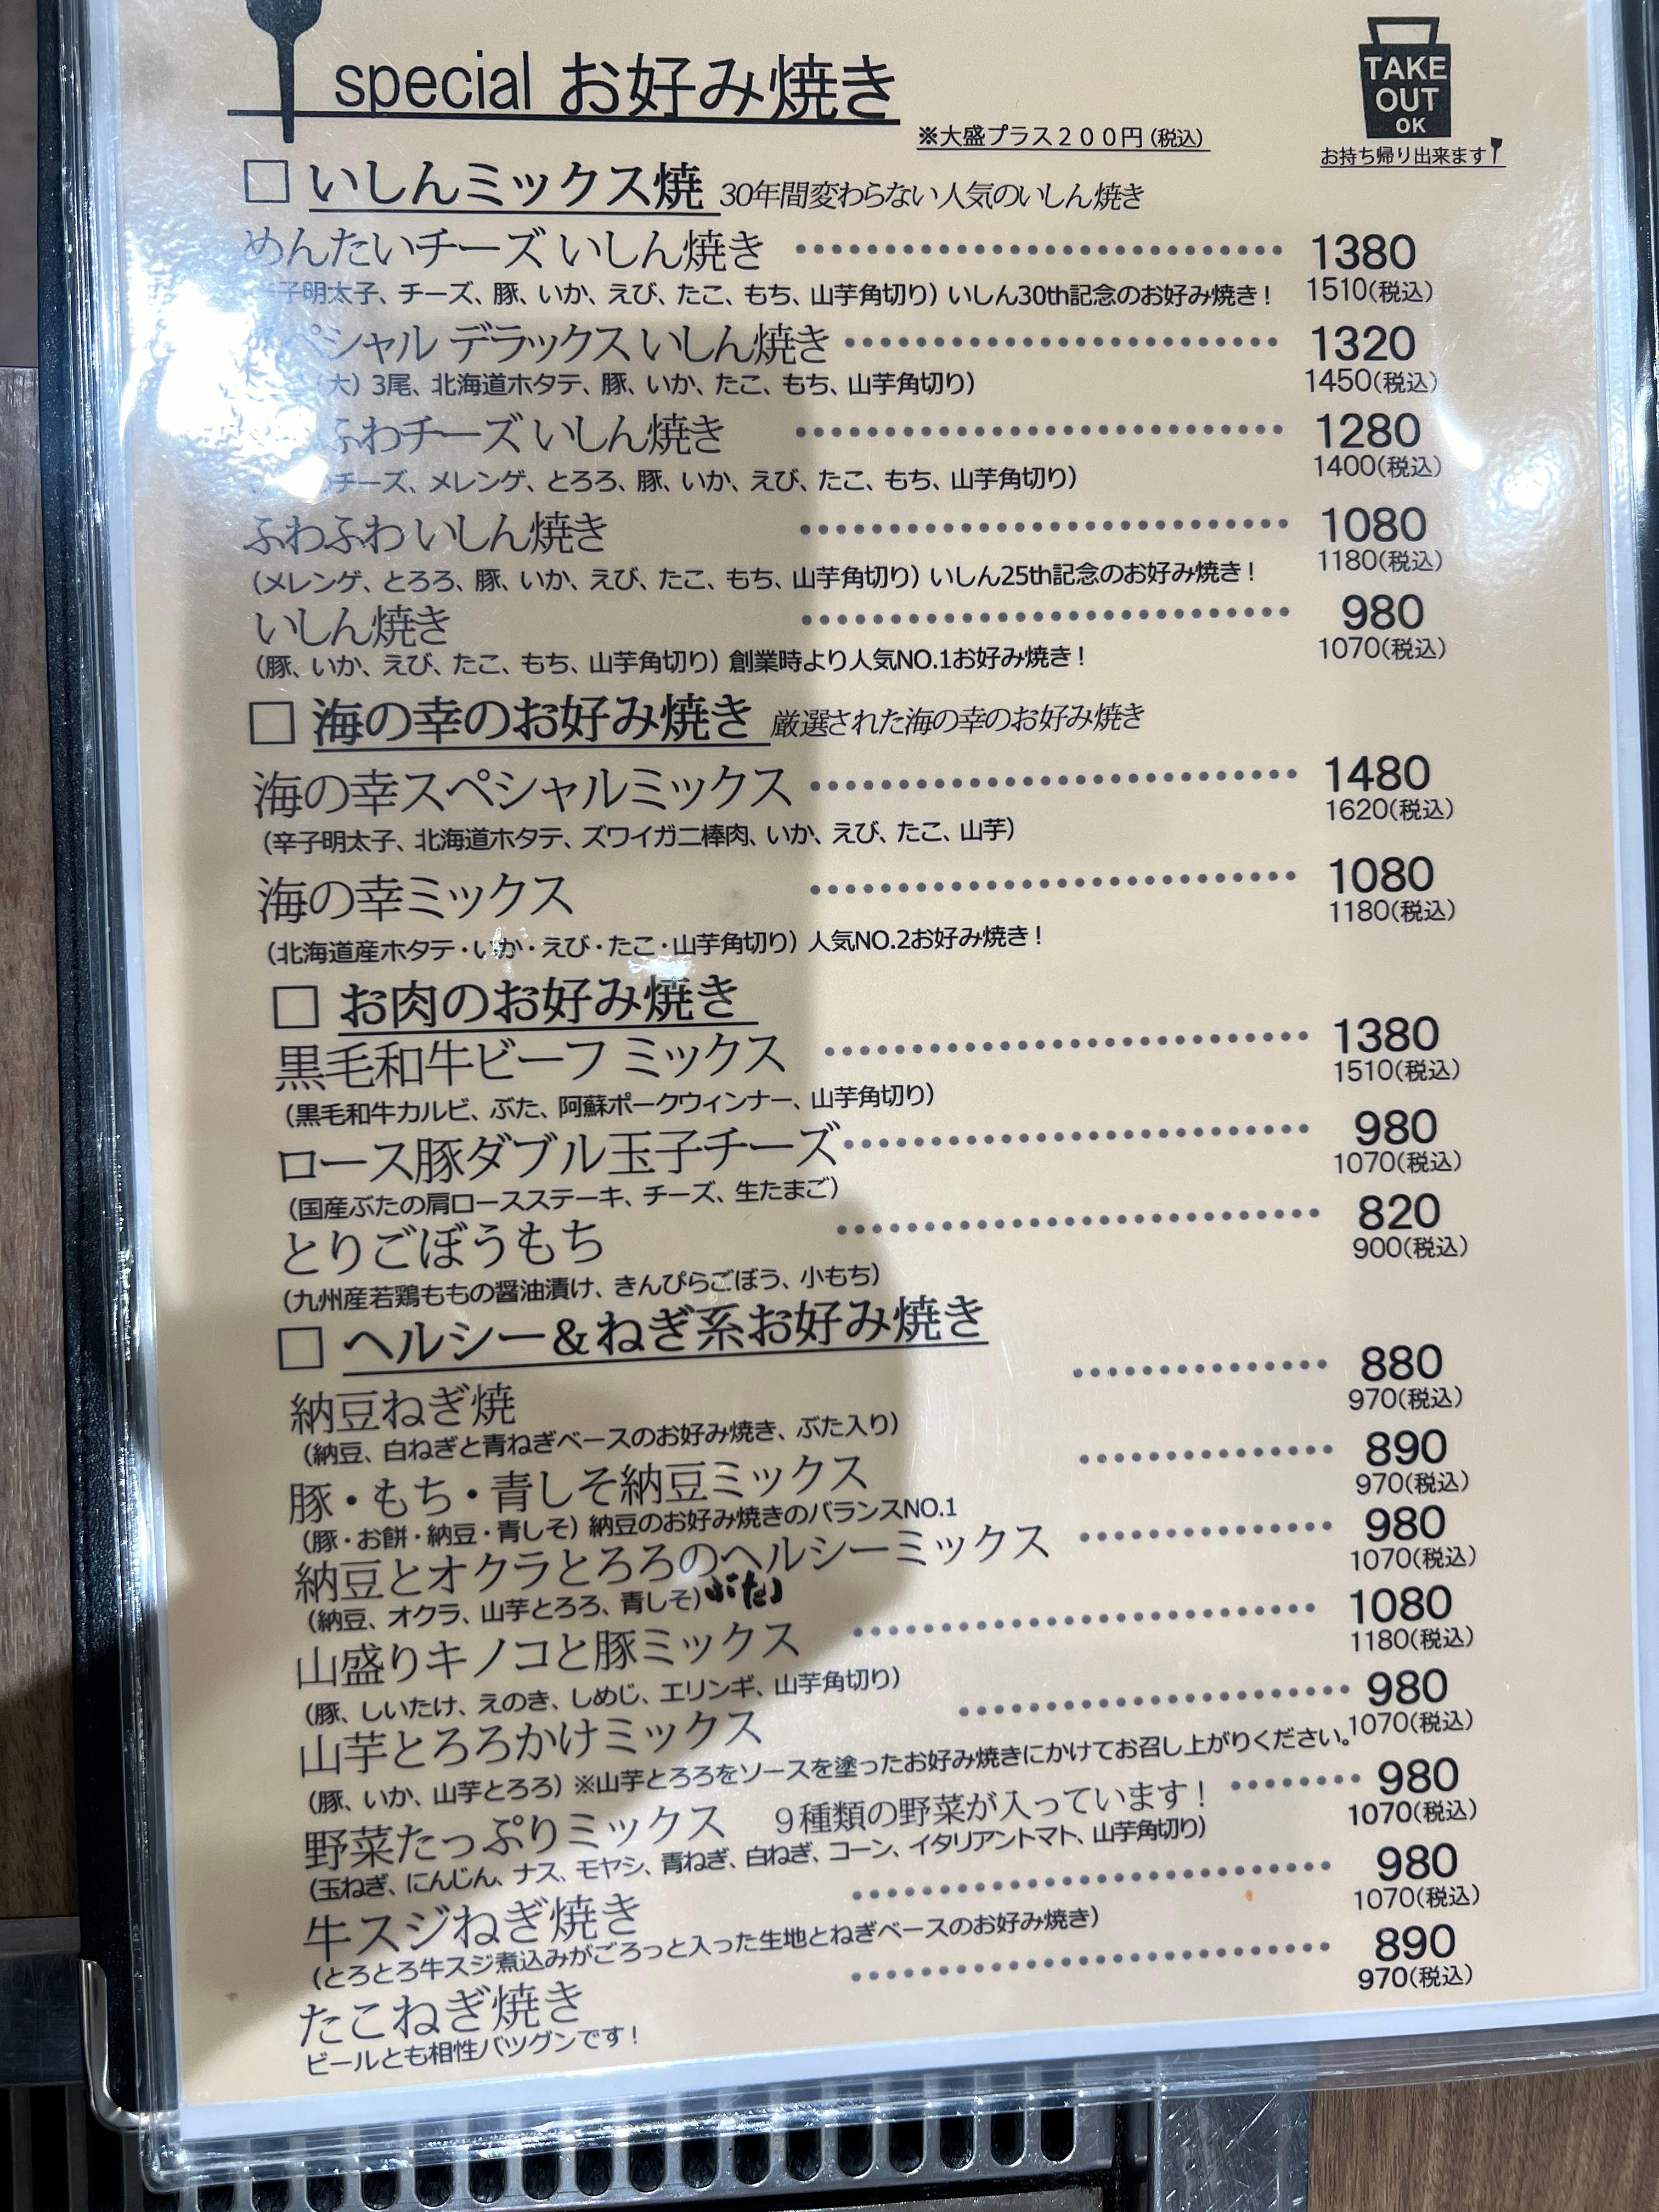 special お好み焼き
※大盛プラス200円(税込)
TAKE
OUT
OK
お持ち帰り出来ます
□ いしんミックス焼 30年間変わらない人気のいしん焼き
めんたいチーズ いしん焼き 1380
子明太子、チーズ、豚、いか、えび、たこ、もち、山芋角切り) いしん30th記念のお好み焼き! 1510(税込)
ペシャル デラックス いしん焼き 1320
(大) 3尾、北海道ホタテ、豚、いか、たこ、もち、山芋角切り) 1450(税込)
ふわチーズ いしん焼き 1280
チーズ、メレンゲ、とろろ、豚、いか、えび、たこ、もち、山芋角切り) 1400(税込)
ふわふわ いしん焼き 1080
(メレンゲ、とろろ、豚、いか、えび、たこ、もち、山芋角切り) いしん25th記念のお好み焼き! 1180(税込)
いしん焼き 980
(豚、いか、えび、たこ、もち、山芋角切り) 創業時より人気NO.1お好み焼き! 1070(税込)
□ 海の幸のお好み焼き 厳選された海の幸のお好み焼き
海の幸スペシャルミックス 1480
(辛子明太子、北海道ホタテ、ズワイガニ棒肉、いか、えび、たこ、山芋) 1620(税込)
海の幸ミックス 1080
(北海道産ホタテ・いか・えび・たこ・山芋角切り) 人気NO.2お好み焼き! 1180(税込)
□ お肉のお好み焼き
黒毛和牛ビーフ ミックス 1380
(黒毛和牛カルビ、ぶた、阿蘇ポークウィンナー、山芋角切り) 1510(税込)
ロース豚ダブル玉子チーズ 980
(国産ぶたの肩ロースステーキ、チーズ、生たまご) 1070(税込)
とりごぼうもち 820
(九州産若鶏ももの醤油漬け、きんぴらごぼう、小もち) 900(税込)
□ ヘルシー＆ねぎ系お好み焼き
納豆ねぎ焼 880
(納豆、白ねぎと青ねぎベースのお好み焼き、ぶた入り) 970(税込)
豚・もち・青しそ納豆ミックス 890
(豚・お餅・納豆・青しそ) 納豆のお好み焼きのバランスNO.1 970(税込)
納豆とオクラとろろのヘルシーミックス 980
(納豆、オクラ、山芋とろろ、青しそ) ぶた 1070(税込)
山盛りキノコと豚ミックス 1080
(豚、しいたけ、えのき、しめじ、エリンギ、山芋角切り) 1180(税込)
山芋とろろかけミックス 980
(豚、いか、山芋とろろ) ※山芋とろろをソースを塗ったお好み焼きにかけてお召し上がりください。 1070(税込)
野菜たっぷりミックス 9種類の野菜が入っています! 980
(玉ねぎ、にんじん、ナス、モヤシ、青ねぎ、白ねぎ、コーン、イタリアントマト、山芋角切り) 1070(税込)
牛スジねぎ焼き 980
(とろとろ牛スジ煮込みがごろっと入った生地とねぎベースのお好み焼き) 1070(税込)
たこねぎ焼き 890
ビールとも相性バツグンです! 970(税込)